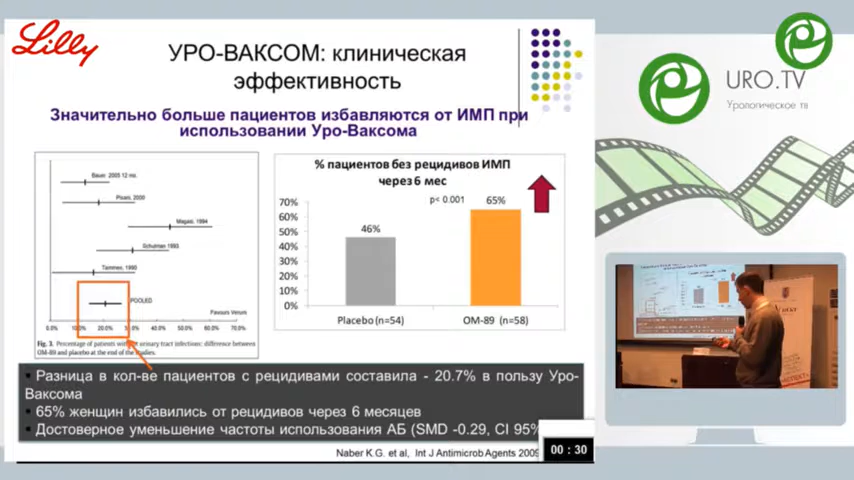 Lilly
УРО-ВАКСОМ: клиническая
эффективность
Значительно больше пациентов избавляются от ИМП при
использовании Уро-Ваксома
Bauer, 2005 12 mo.
Pisani, 2000
Magasi, 1994
Schulman 1993
Tammen, 1990
POOLED
Favours Verum
0.0% 10.0% 20.0% 30.0% 40.0% 50.0% 60.0% 70.0%
Fig. 3. Percentage of patients urinary tract infections: difference between
OM-89 and placebo at the end of the studies.
% пациентов без рецидивов ИМП
через 6 мес
p< 0.001
70%
60%
50%
40%
30%
20%
10%
0%
46%
65%
Placebo (n=54)
OM-89 (n=58)
▪ Разница в кол-ве пациентов с рецидивами составила - 20.7% в пользу Уро-
Ваксома
▪ 65% женщин избавились от рецидивов через 6 месяцев
▪ Достоверное уменьшение частоты использования АБ (SMD -0.29, CI 95%
Naber K.G. et al, Int J Antimicrob Agents 2009
00 : 30
URO.TV
Урологическое тв